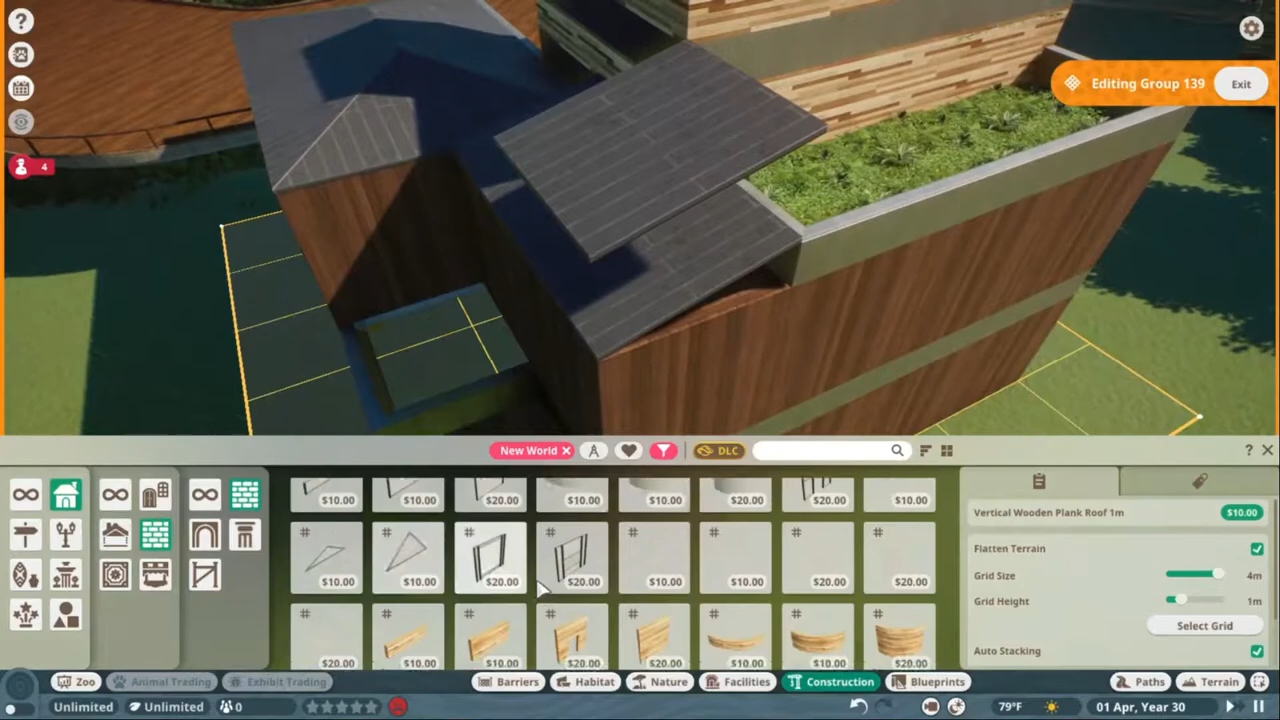 ?
Editing Group 139 Exit
4
New World × DLC ? ×
$10.00 $10.00 $20.00 $10.00 $10.00 $20.00 $20.00 $10.00
Vertical Wooden Plank Roof 1m $10.00
# # # # # # # #
Flatten Terrain
$10.00 $10.00 $20.00 $20.00 $10.00 $10.00 $20.00 $20.00
Grid Size 4m
Grid Height 1m
# # # # # # # #
Select Grid
Auto Stacking
$20.00 $10.00 $10.00 $20.00 $20.00 $10.00 $20.00 $20.00
Zoo Animal Trading Exhibit Trading Barriers Habitat Nature Facilities Construction Blueprints Paths Terrain
Unlimited Unlimited 0 79°F 01 Apr, Year 30